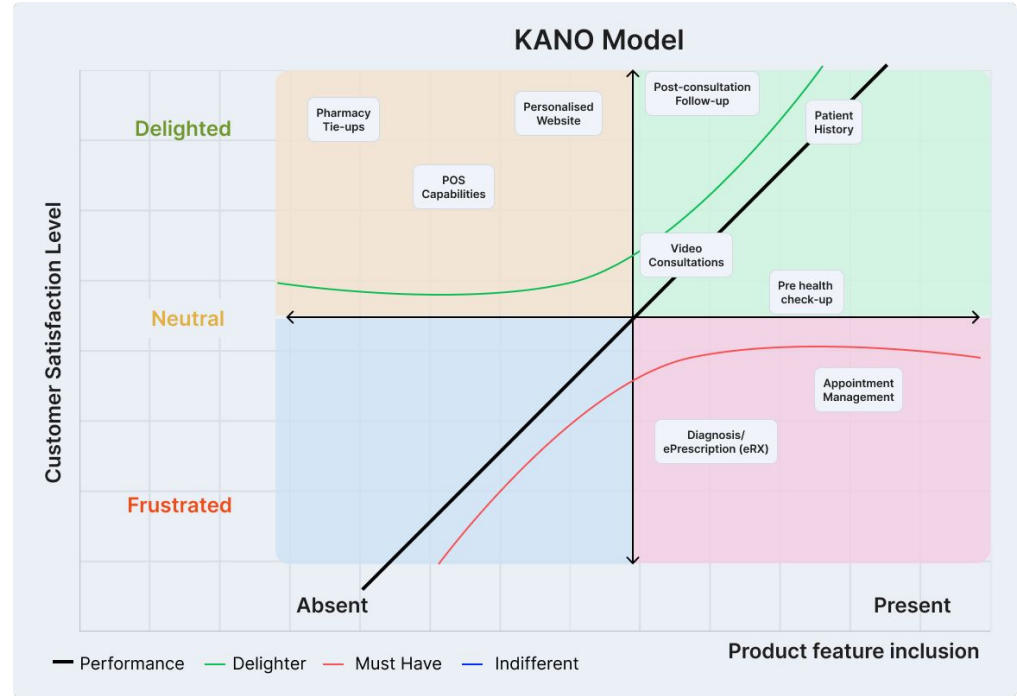 KANO Model
Delighted
Neutral
Frustrated
Customer Satisfaction Level
Pharmacy
Tie-ups
Personalised
Website
POS
Capabilities
Post-consultation
Follow-up
Patient
History
Video
Consultations
Pre health
check-up
Appointment
Management
Diagnosis/
ePrescription (eRX)
Absent
Present
Product feature inclusion
Performance
Delighter
Must Have
Indifferent